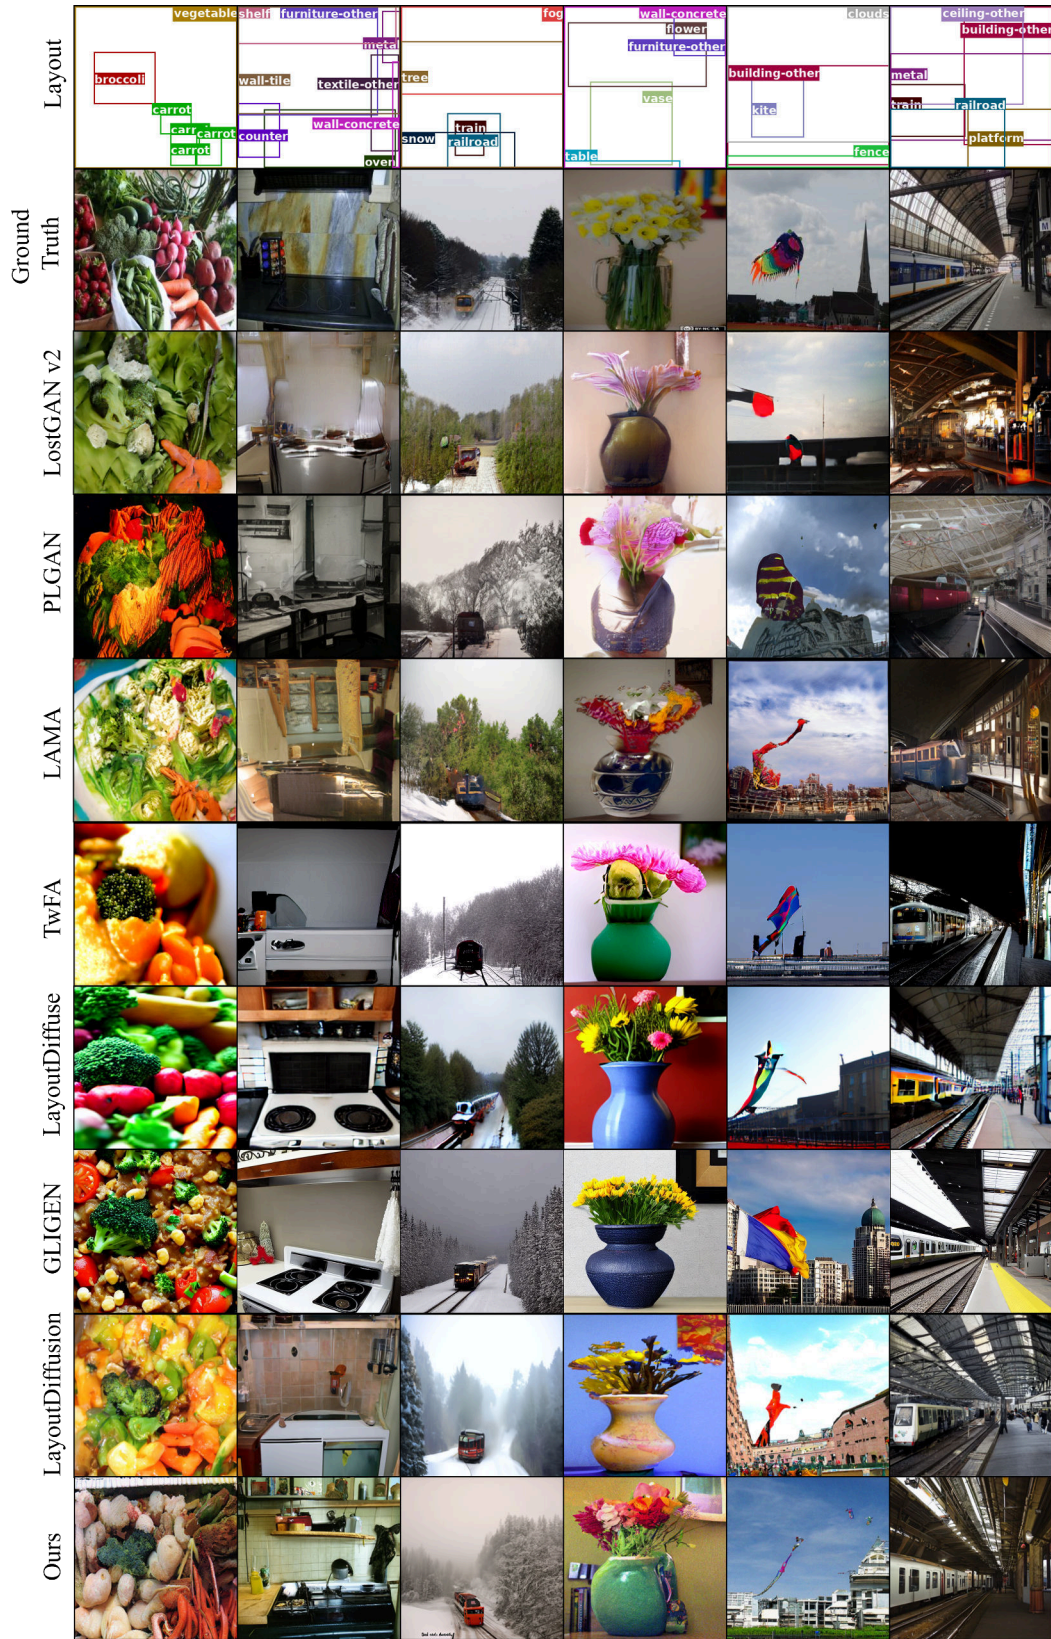 Layout
vegetable
broccoli
carrot
carrot
carrot
carrot
shelf
furniture-other
metal
wall-tile
textile-other
counter
wall-concrete
oven
fog
tree
snow
train
railroad
wall-concrete
flower
furniture-other
vase
table
clouds
building-other
kite
fence
ceiling-other
building-other
metal
train
railroad
platform
Ground
Truth
LostGAN v2
PLGAN
LAMA
TwFA
LayoutDiffuse
GLIGEN
LayoutDiffusion
Ours